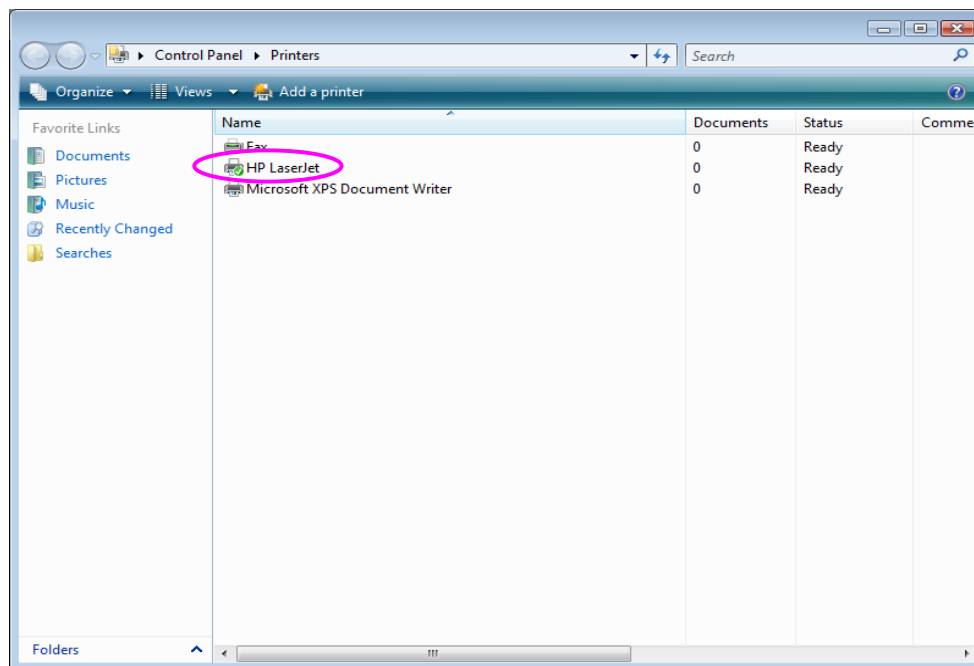 Control Panel Printers Search
Organize Views Add a printer
Favorite Links
Documents
Pictures
Music
Recently Changed
Searches
Folders
Name Documents Status Comme
Fax 0 Ready
HP LaserJet 0 Ready
Microsoft XPS Document Writer 0 Ready